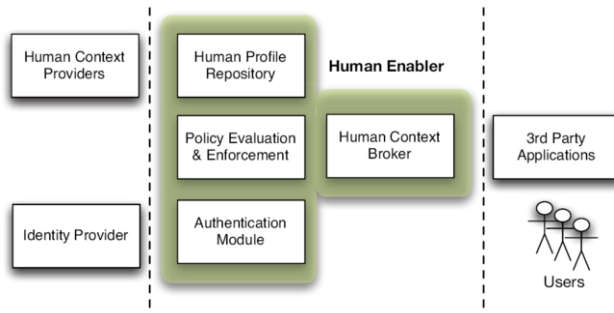 Human Context
Providers
Identity Provider
Human Profile
Repository
Policy Evaluation
& Enforcement
Authentication
Module
Human Enabler
Human Context
Broker
3rd Party
Applications
Users